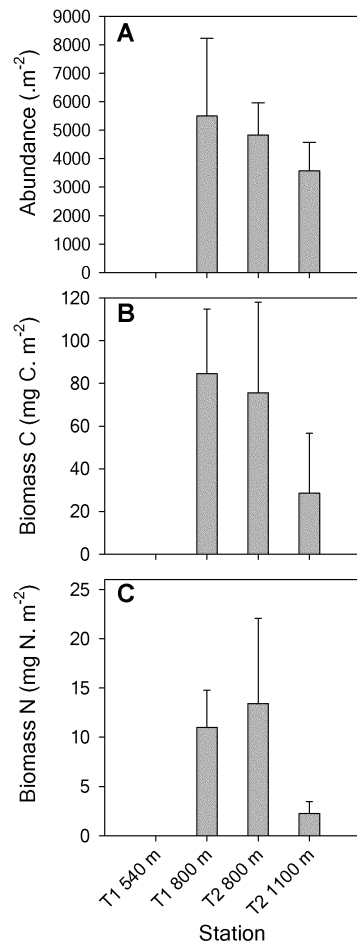 A
Abundance (.m-2)
9000
8000
7000
6000
5000
4000
3000
2000
1000
0
B
Biomass C (mg C. m-2)
120
100
80
60
40
20
0
C
Biomass N (mg N. m-2)
25
20
15
10
5
0
T1 540 m
T1 800 m
T2 800 m
T2 1100 m
Station